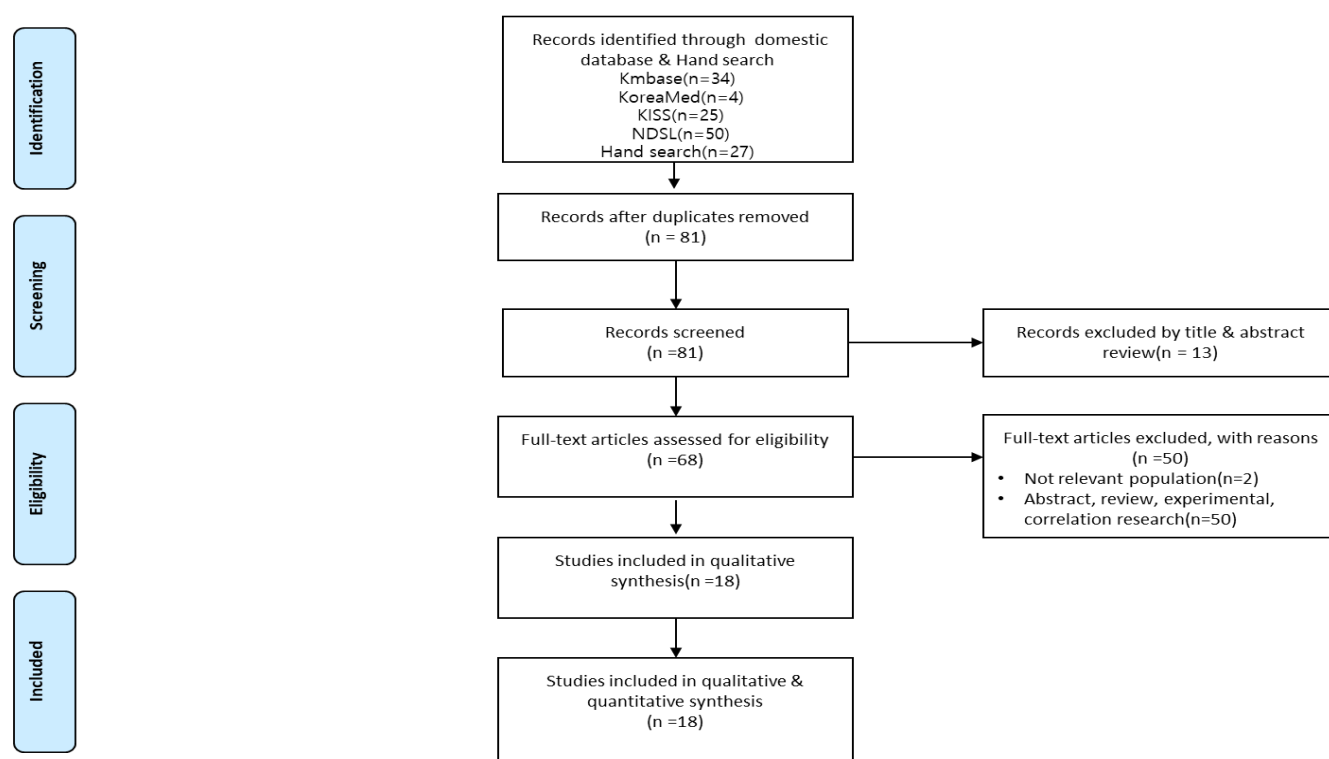 Identification
Records identified through domestic
database & Hand search
Kmbase(n=34)
KoreaMed(n=4)
KISS(n=25)
NDSL(n=50)
Hand search(n=27)
Records after duplicates removed
(n = 81)
Screening
Records screened
(n =81)
Records excluded by title & abstract
review(n = 13)
Eligibility
Full-text articles assessed for eligibility
(n =68)
Full-text articles excluded, with reasons
(n =50)
• Not relevant population(n=2)
• Abstract, review, experimental,
correlation research(n=50)
Studies included in qualitative
synthesis(n =18)
Included
Studies included in qualitative &
quantitative synthesis
(n =18)